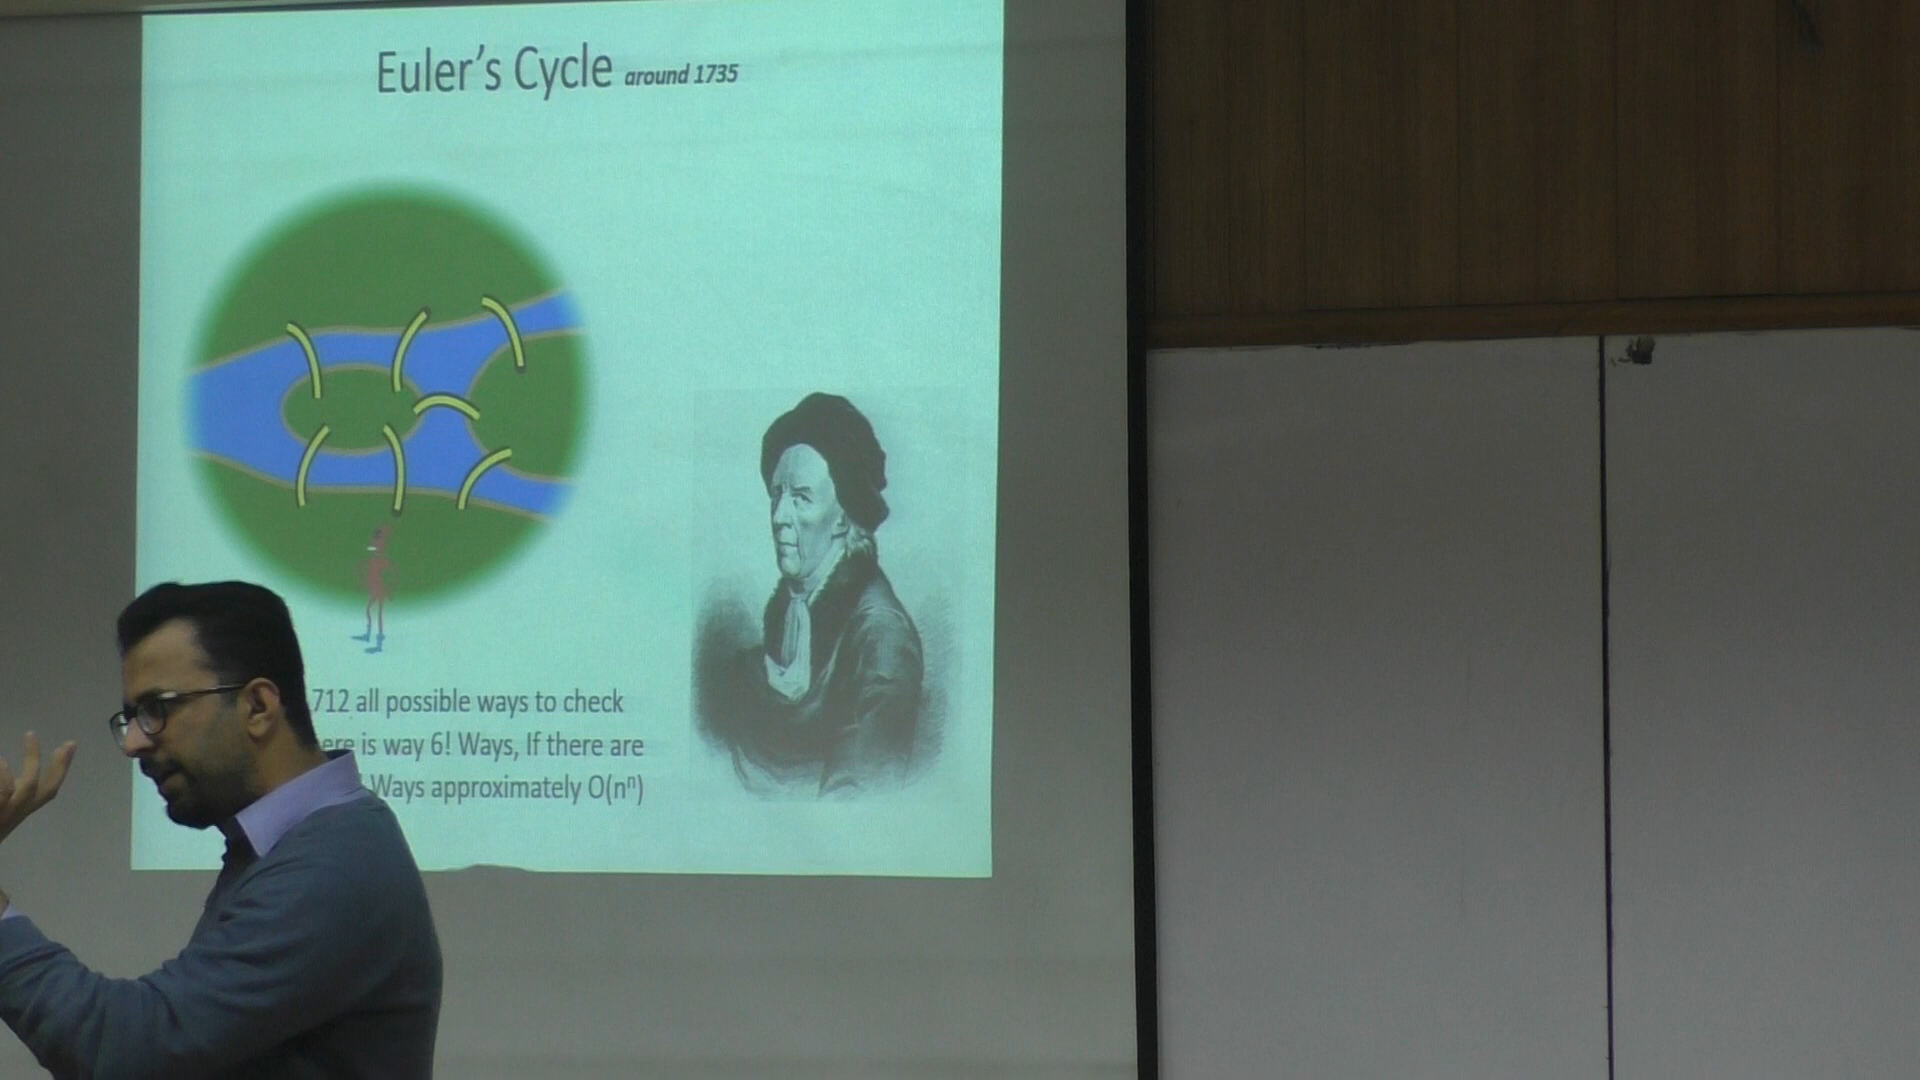 Euler's Cycle around 1735
712 all possible ways to check
is way 6! Ways, If there are
Ways approximately O(nⁿ)